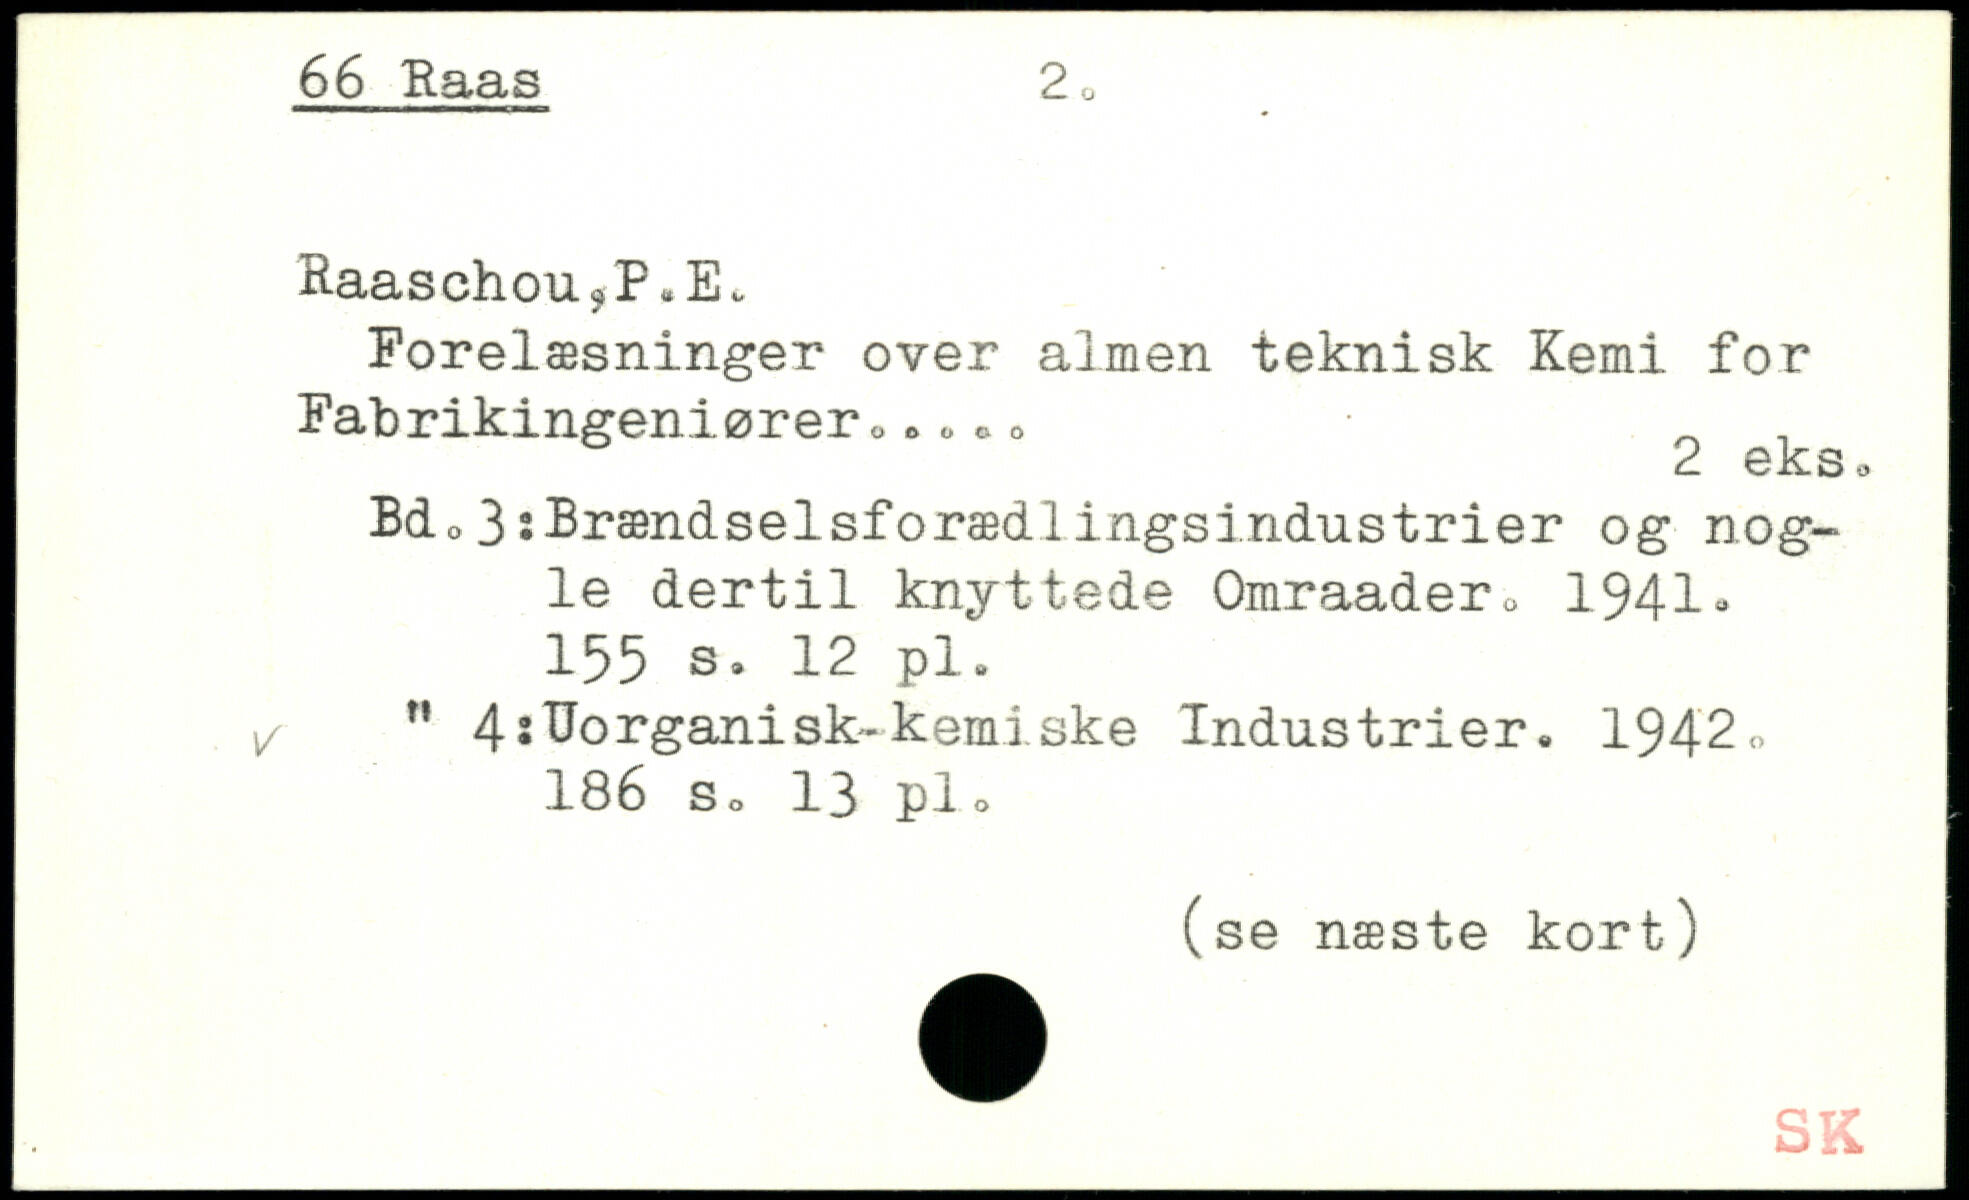 66 Raas 2.
Raaschou,P.E.
Forelæsninger over almen teknisk Kemi for
Fabrikingeniører.....
2 eks.
Bd.3:Brændselsforædlingsindustrier og nog-
le dertil knyttede Omraader. 1941.
155 s. 12 pl.
" 4:Uorganisk-kemiske Industrier. 1942.
186 s. 13 pl.
(se næste kort)
SK